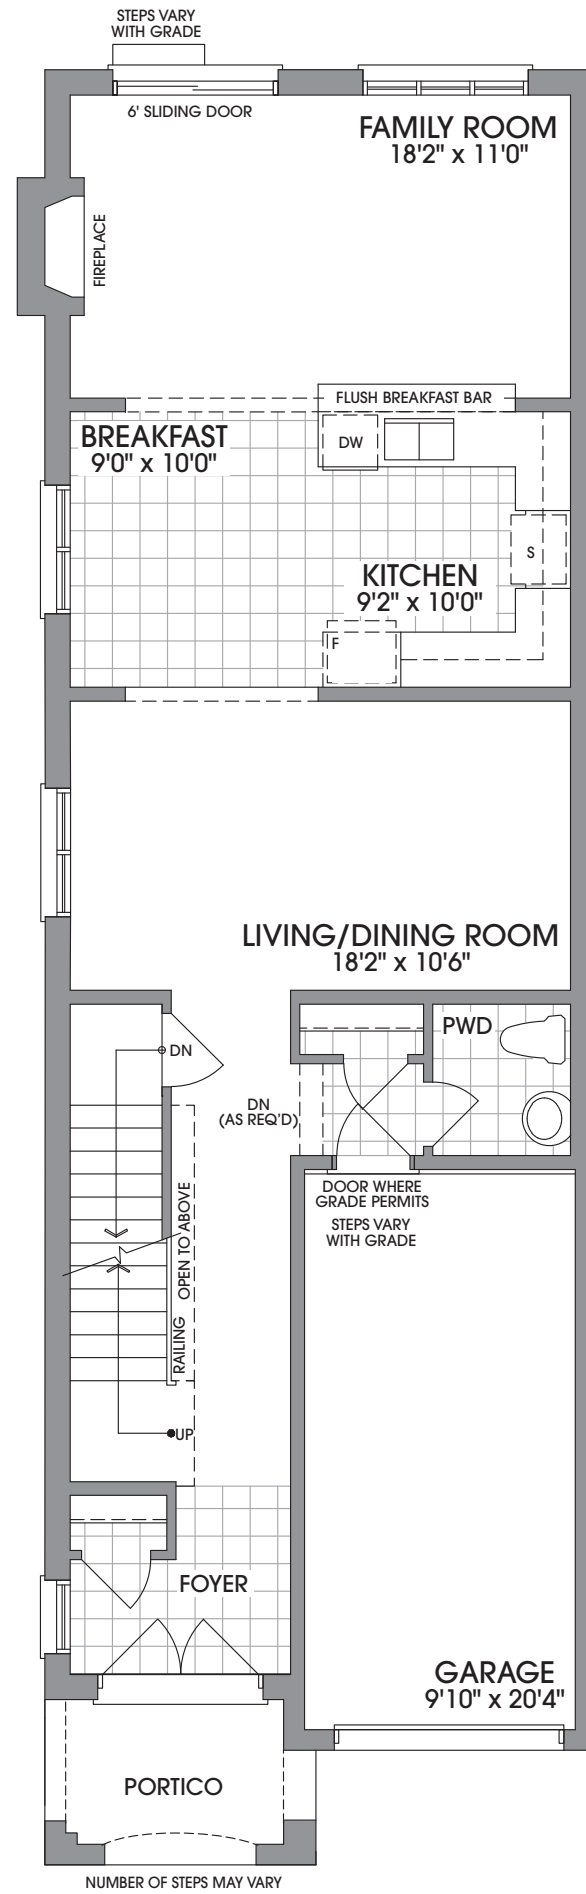 STEPS VARY
WITH GRADE
6' SLIDING DOOR
FAMILY ROOM
18'2" x 11'0"
FIREPLACE
FLUSH BREAKFAST BAR
BREAKFAST
9'0" x 10'0"
DW
S
KITCHEN
9'2" x 10'0"
F
LIVING/DINING ROOM
18'2" x 10'6"
PWD
DN
DN
(AS REQ'D)
DOOR WHERE
GRADE PERMITS
STEPS VARY
WITH GRADE
OPEN TO ABOVE
RAILING
UP
FOYER
GARAGE
9'10" x 20'4"
PORTICO
NUMBER OF STEPS MAY VARY